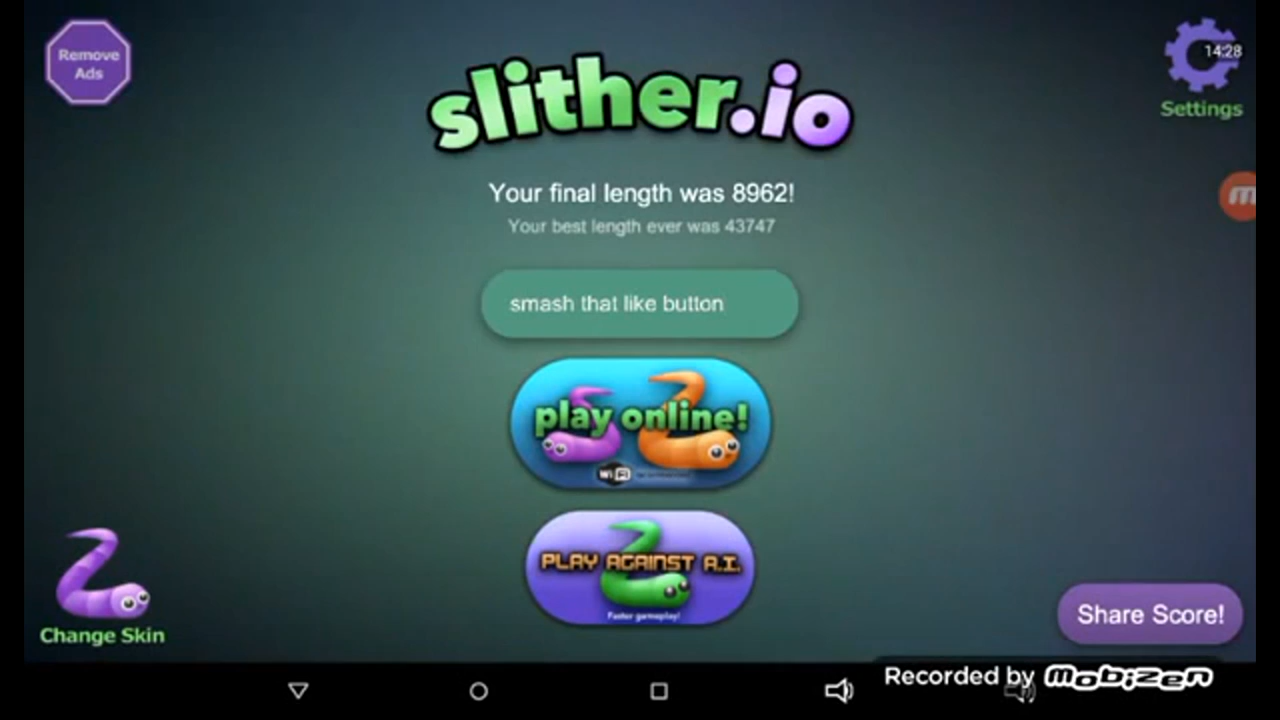 Remove
Ads
slither.io
14:28
Settings
Your final length was 8962!
Your best length ever was 43747
smash that like button
play online!
WiFi
PLAY AGAINST A.I.
Faster gameplay!
Change Skin
Share Score!
Recorded by mobizen